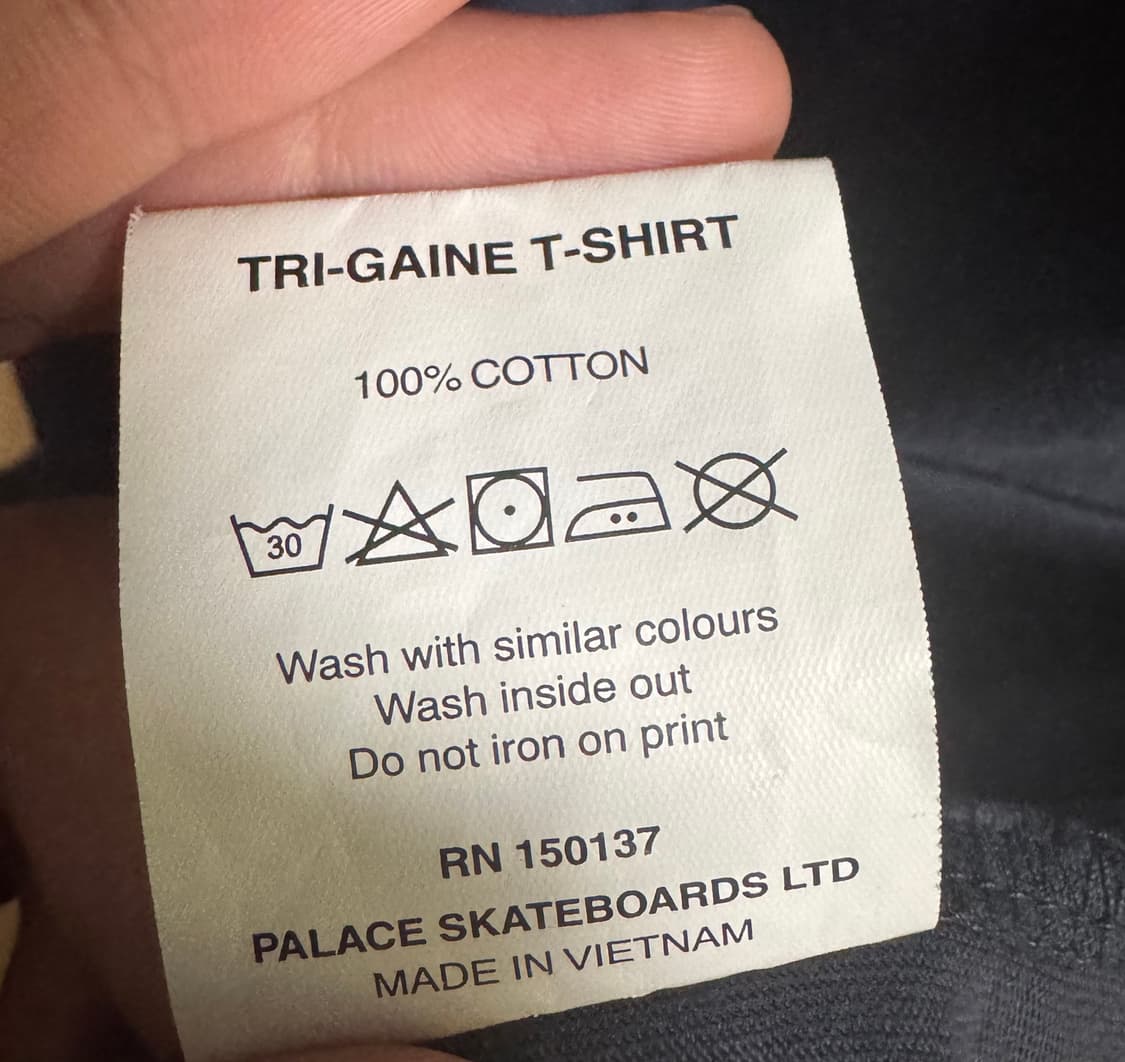 TRI-GAINE T-SHIRT
100% COTTON
30
Wash with similar colours
Wash inside out
Do not iron on print
RN 150137
PALACE SKATEBOARDS LTD
MADE IN VIETNAM